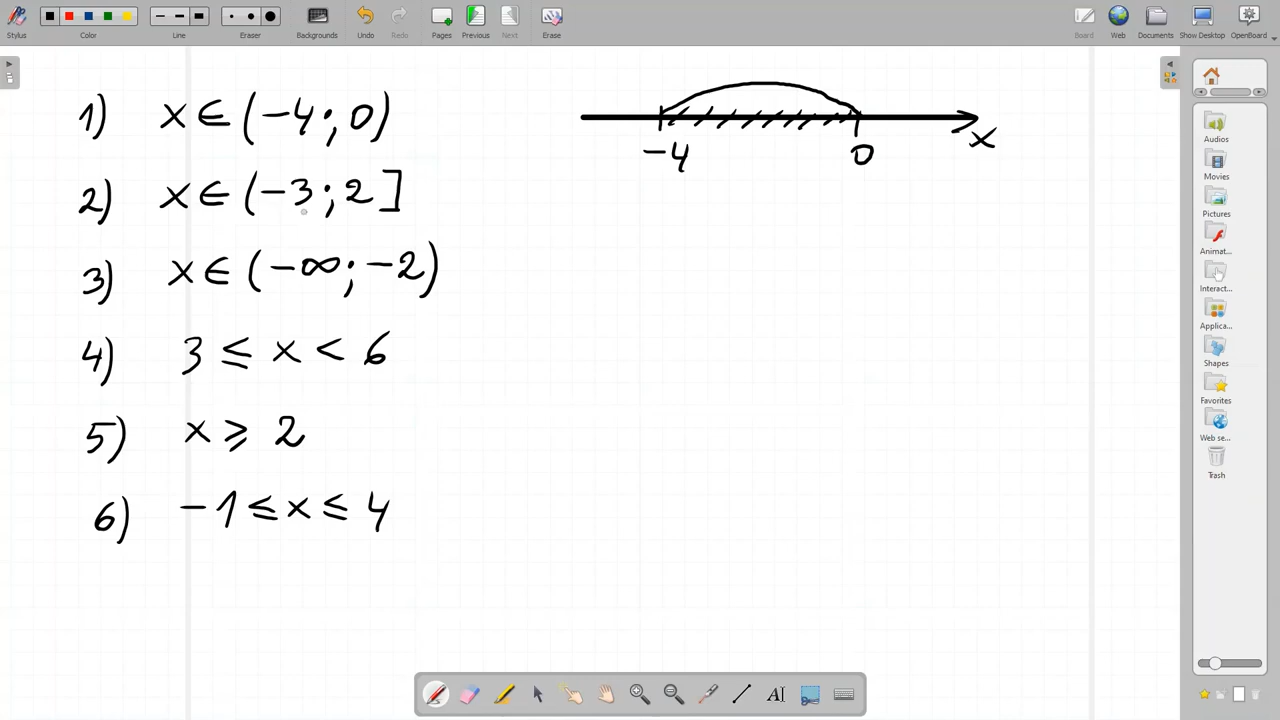 Stylus Color Line Eraser Backgrounds Undo Redo Pages Previous Next Erase Board Web Documents Show Desktop OpenBoard
1) x ∈ (−4; 0)
−4 0 x
2) x ∈ (−3; 2]
3) x ∈ (−∞; −2)
4) 3 ≤ x < 6
5) x ≥ 2
6) −1 ≤ x ≤ 4
Audios
Movies
Pictures
Animat...
Interact...
Applica...
Shapes
Favorites
Web se...
Trash